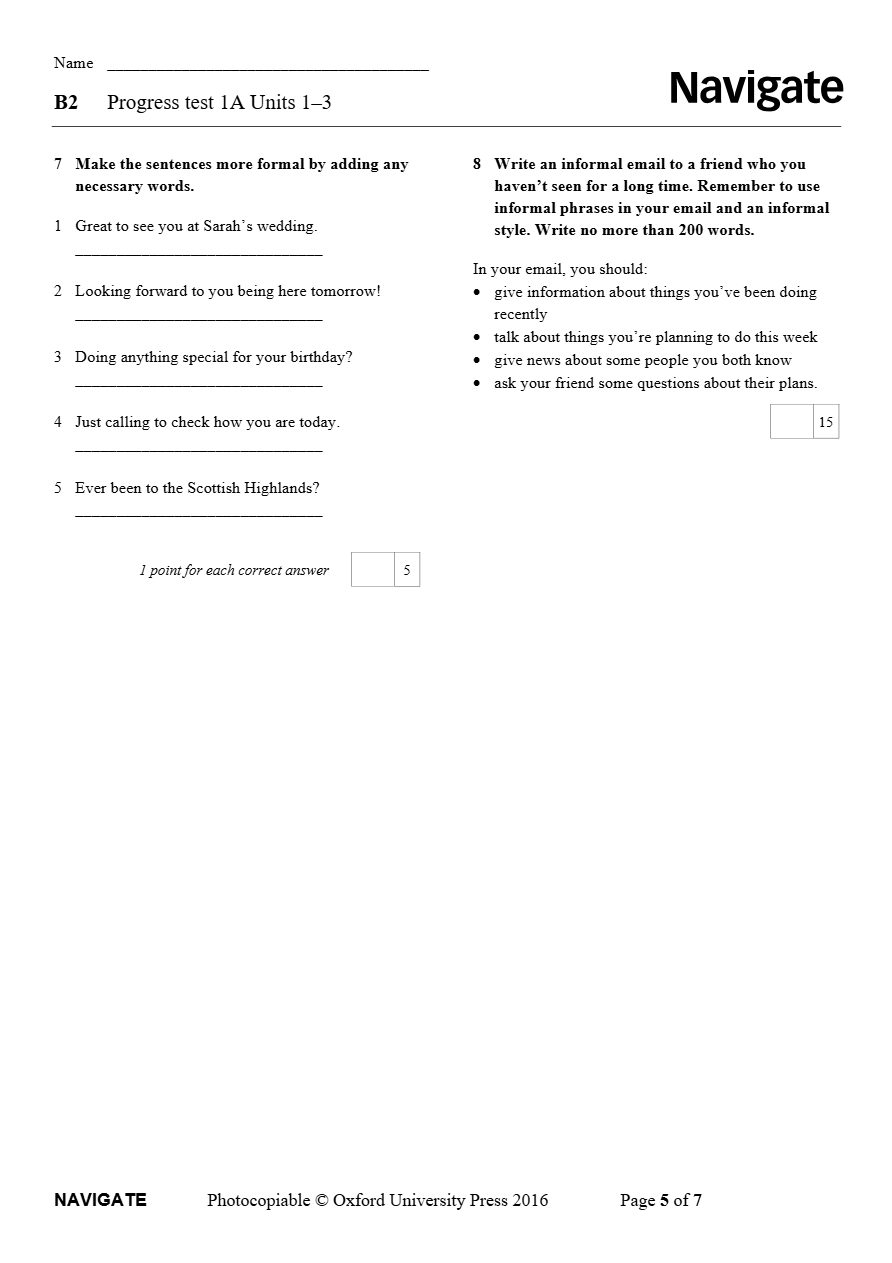 Name ________________________________________
Navigate
B2 Progress test 1A Units 1–3
7 Make the sentences more formal by adding any
necessary words.
1 Great to see you at Sarah’s wedding.
______________________________
2 Looking forward to you being here tomorrow!
______________________________
3 Doing anything special for your birthday?
______________________________
4 Just calling to check how you are today.
______________________________
5 Ever been to the Scottish Highlands?
______________________________
1 point for each correct answer 5
8 Write an informal email to a friend who you
haven’t seen for a long time. Remember to use
informal phrases in your email and an informal
style. Write no more than 200 words.
In your email, you should:
• give information about things you’ve been doing
recently
• talk about things you’re planning to do this week
• give news about some people you both know
• ask your friend some questions about their plans.
15
NAVIGATE Photocopiable © Oxford University Press 2016 Page 5 of 7